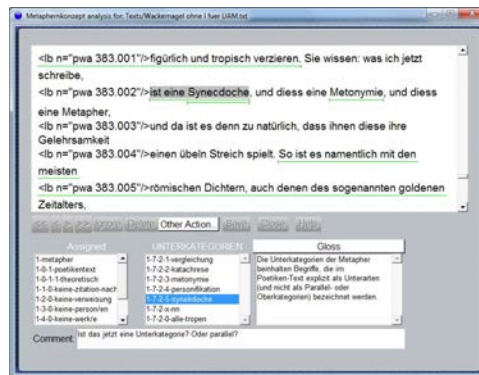 Metaphernkonzept analysis for: Texts/Wackernagel ohne I fuer UAM.txt
<lb n="pwa 383.001"/>figürlich und tropisch verzieren. Sie wissen: was ich jetzt
schreibe,
<lb n="pwa 383.002"/>ist eine Synecdoche, und diess eine Metonymie, und diess
eine Metapher,
<lb n="pwa 383.003"/>und da ist es denn zu natürlich, dass ihnen diese ihre
Gelehrsamkeit
<lb n="pwa 383.004"/>einen übeln Streich spielt. So ist es namentlich mit den
meisten
<lb n="pwa 383.005"/>römischen Dichtern, auch denen des sogenannten goldenen
Zeitalters,
<< < > >> Ignore Delete Other Action Save Close Help
Assigned
1-metapher
1-0-1-poetikentext
1-0-1-1-theoretisch
1-1-0-keine-zitation-nach
1-2-0-keine-verweisung
1-3-0-keine-person/en
1-4-0-keine-werk/e
UNTERKATEGORIEN
1-7-2-1-vergleichung
1-7-2-2-katachrese
1-7-2-3-metonymie
1-7-2-4-personifikation
1-7-2-5-synekdoche
1-7-2-x-nn
1-7-2-0-alle-tropen
Gloss
Die Unterkategorien der Metapher
beinhalten Begriffe, die im
Poetiken-Text explizit als Unterarten
(und nicht als Parallel- oder
Oberkategorien) bezeichnet werden.
Comment: Ist das jetzt eine Unterkategorie? Oder parallel?